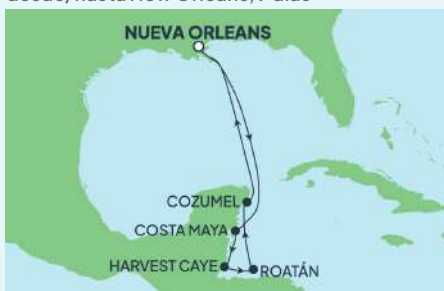 NUEVA ORLEANS
COZUMEL
COSTA MAYA
HARVEST CAYE
ROATÁN